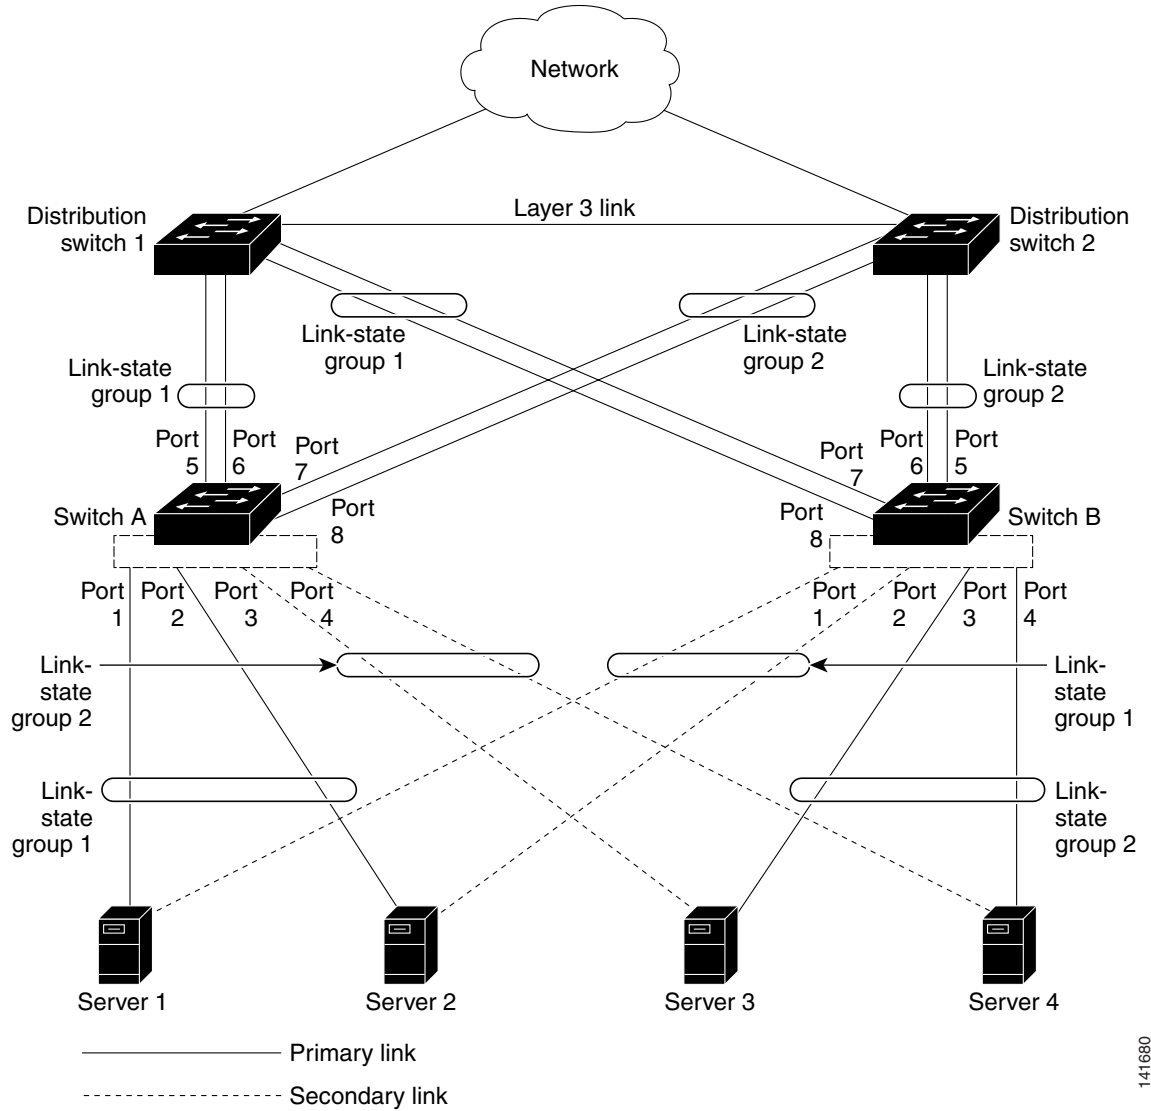 Network
Layer 3 link
Distribution
switch 1
Distribution
switch 2
Link-state
group 1
Link-state
group 2
Link-state
group 1
Link-state
group 2
Port
5
Port
6
Port
7
Port
8
Port
7
Port
6
Port
5
Port
8
Switch A
Switch B
Port
1
Port
2
Port
3
Port
4
Port
1
Port
2
Port
3
Port
4
Link-
state
group 2
Link-
state
group 1
Link-
state
group 1
Link-
state
group 2
Server 1
Server 2
Server 3
Server 4
Primary link
Secondary link
141680